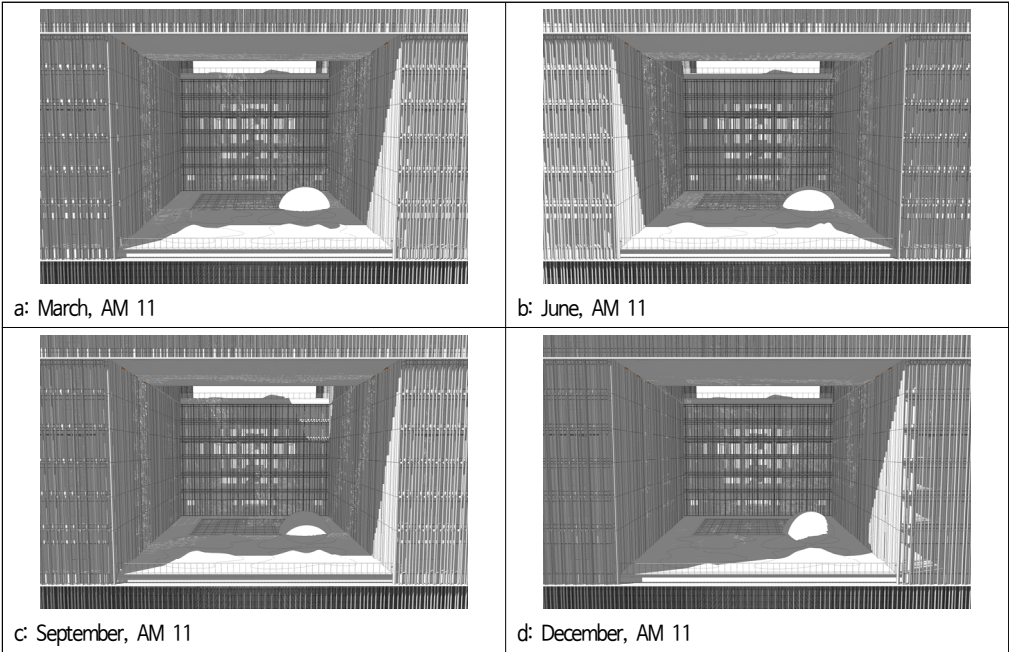 a: March, AM 11
b: June, AM 11
c: September, AM 11
d: December, AM 11